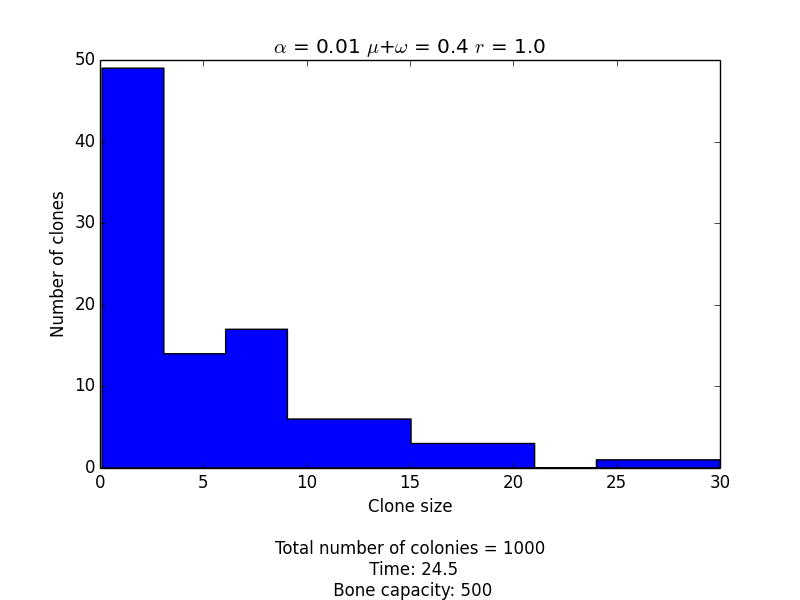 α = 0.01 μ+ω = 0.4 r = 1.0
50
40
30
20
10
0
Number of clones
0 5 10 15 20 25 30
Clone size
Total number of colonies = 1000
Time: 24.5
Bone capacity: 500